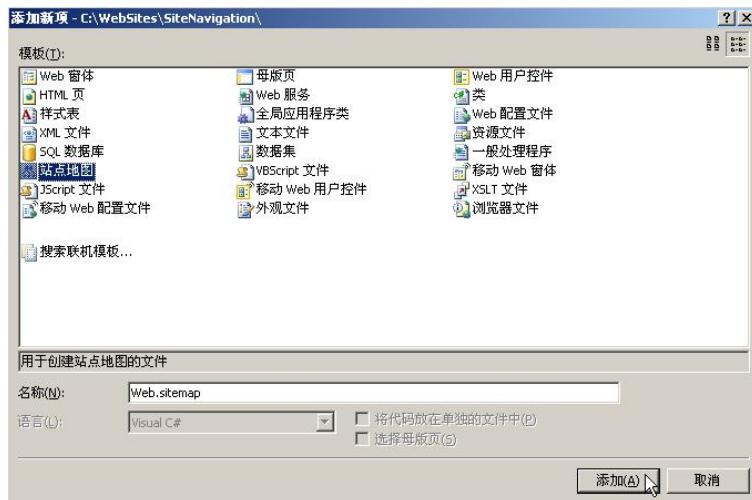 添加新项 - C:\WebSites\SiteNavigation\
模板(T):
Web 窗体 母版页 Web 用户控件
HTML 页 Web 服务 类
样式表 全局应用程序类 Web 配置文件
XML 文件 文本文件 资源文件
SQL 数据库 数据集 一般处理程序
站点地图 VBScript 文件 移动 Web 窗体
JScript 文件 移动 Web 用户控件 XSLT 文件
移动 Web 配置文件 外观文件 浏览器文件
搜索联机模板...
用于创建站点地图的文件
名称(N): Web.sitemap
语言(L): Visual C# 将代码放在单独的文件中(P)
选择母版页(S)
添加(A) 取消